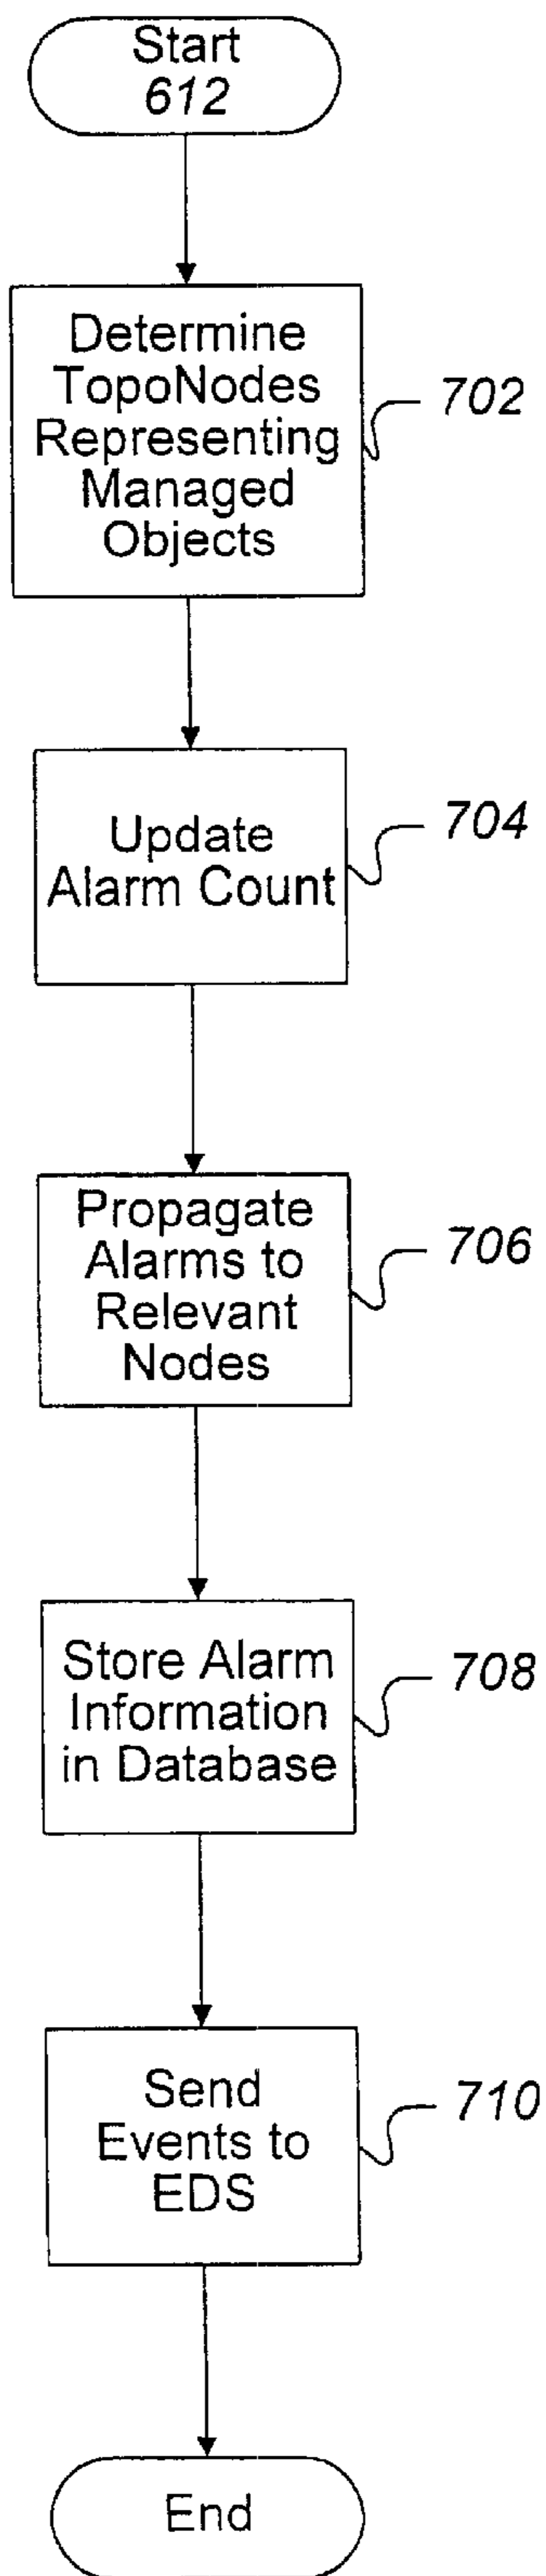 Start
612
Determine
TopoNodes
Representing
Managed
Objects
702
Update
Alarm Count
704
Propagate
Alarms to
Relevant
Nodes
706
Store Alarm
Information
in Database
708
Send
Events to
EDS
710
End